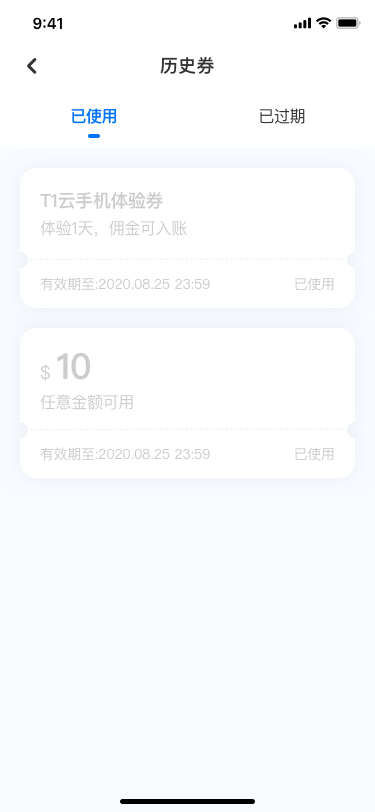 9:41
历史券
已使用
已过期
T1云手机体验券
体验1天，佣金可入账
有效期至:2020.08.25 23:59
已使用
$ 10
任意金额可用
有效期至:2020.08.25 23:59
已使用